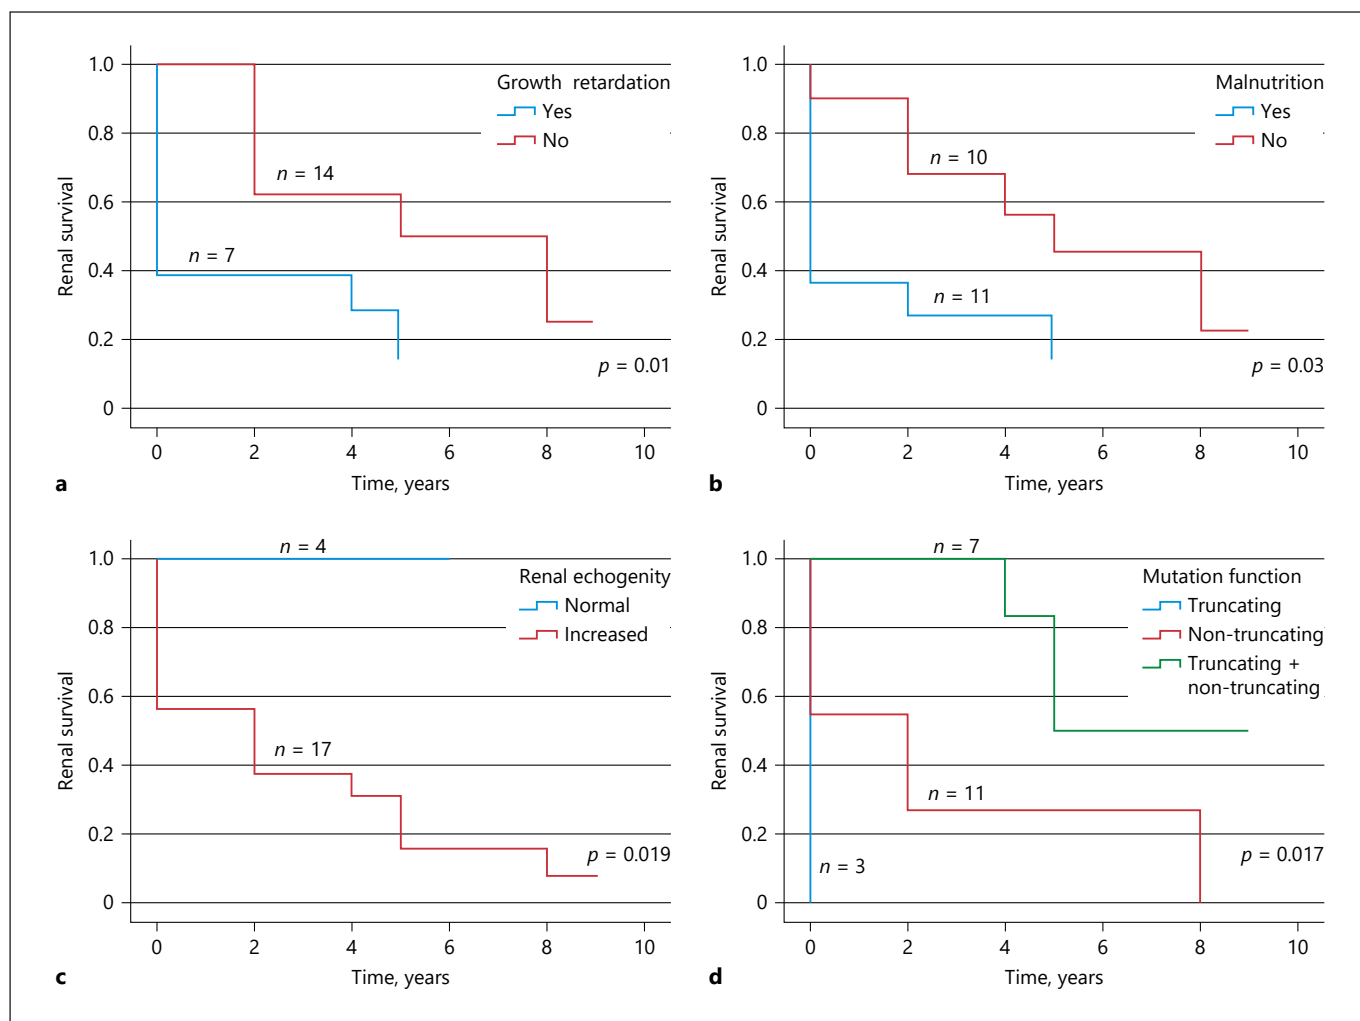 1.0
0.8
0.6
0.4
0.2
0
Renal survival
Growth retardation
Yes
No
n = 14
n = 7
p = 0.01
0 2 4 6 8 10
Time, years
a
1.0
0.8
0.6
0.4
0.2
0
Renal survival
Malnutrition
Yes
No
n = 10
n = 11
p = 0.03
0 2 4 6 8 10
Time, years
b
1.0
0.8
0.6
0.4
0.2
0
Renal survival
n = 4
Renal echogenity
Normal
Increased
n = 17
p = 0.019
0 2 4 6 8 10
Time, years
c
1.0
0.8
0.6
0.4
0.2
0
Renal survival
n = 7
Mutation function
Truncating
Non-truncating
Truncating +
non-truncating
n = 11
n = 3
p = 0.017
0 2 4 6 8 10
Time, years
d